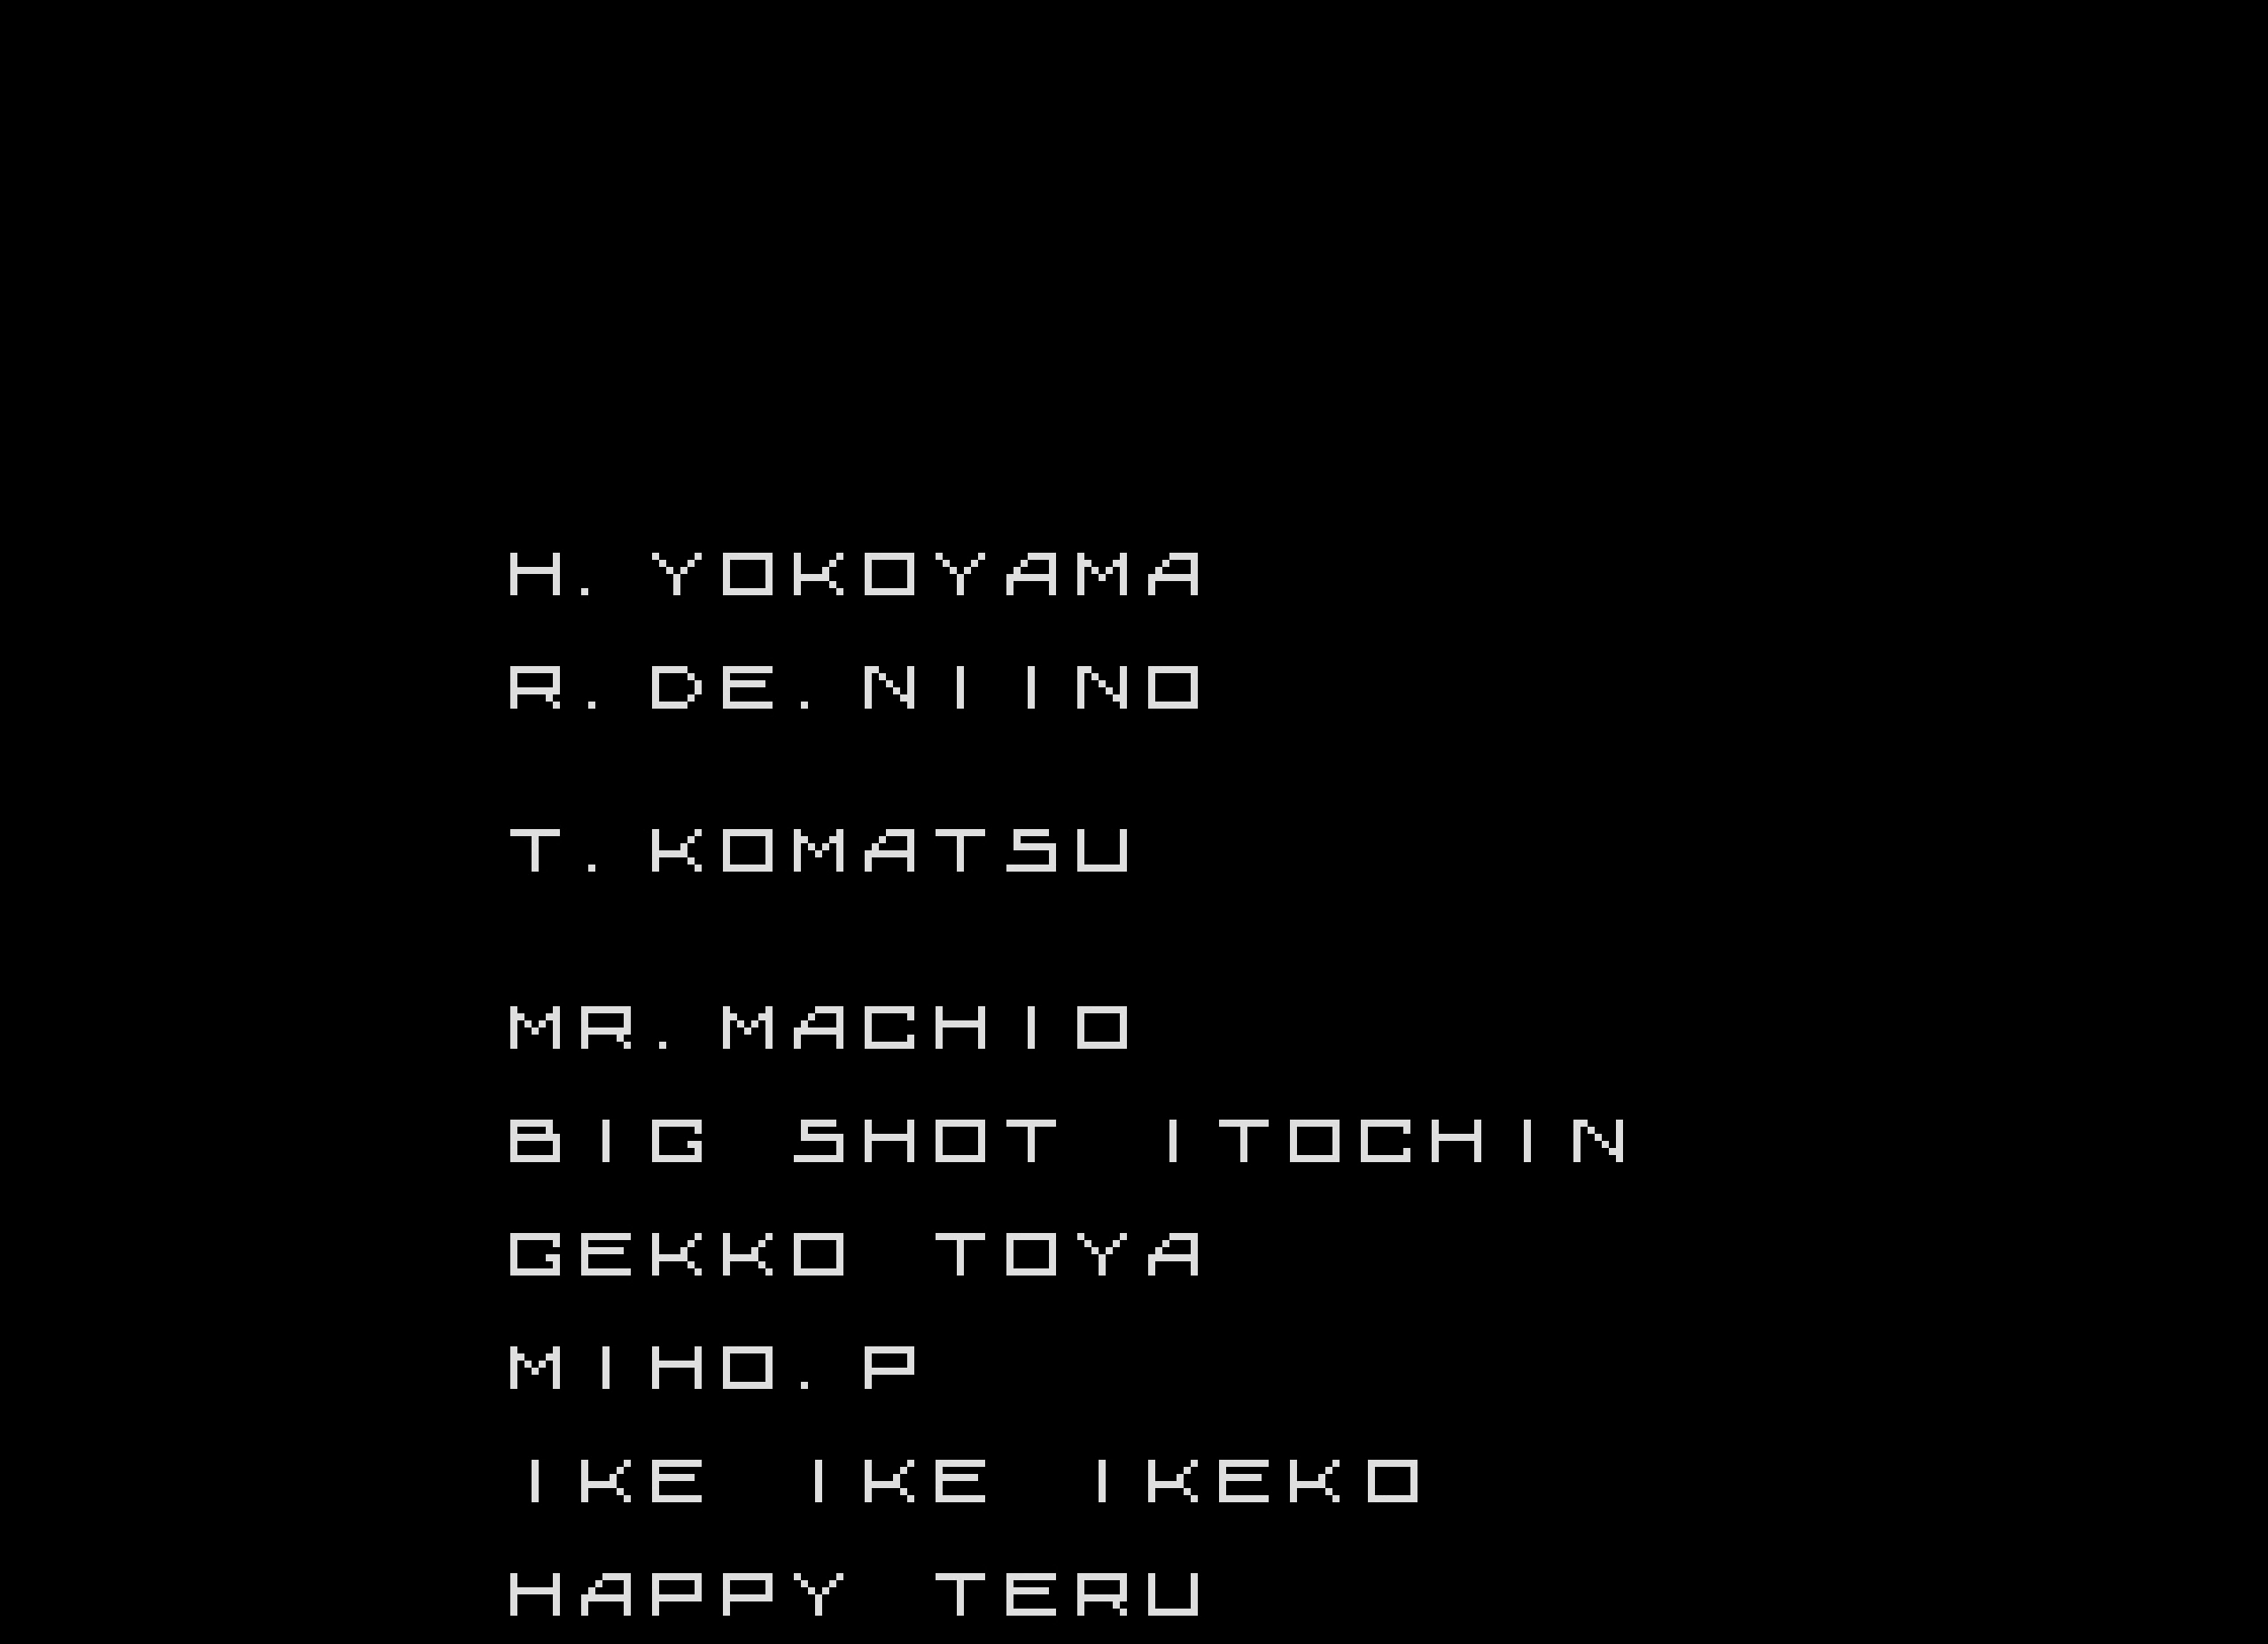 H. YOKOYAMA
R. DE. NIINO
T. KOMATSU
MR. MACHIO
BIG SHOT ITOCHIN
GEKKO TOYA
MIHO. P
IKE IKE IKEKO
HAPPY TERU